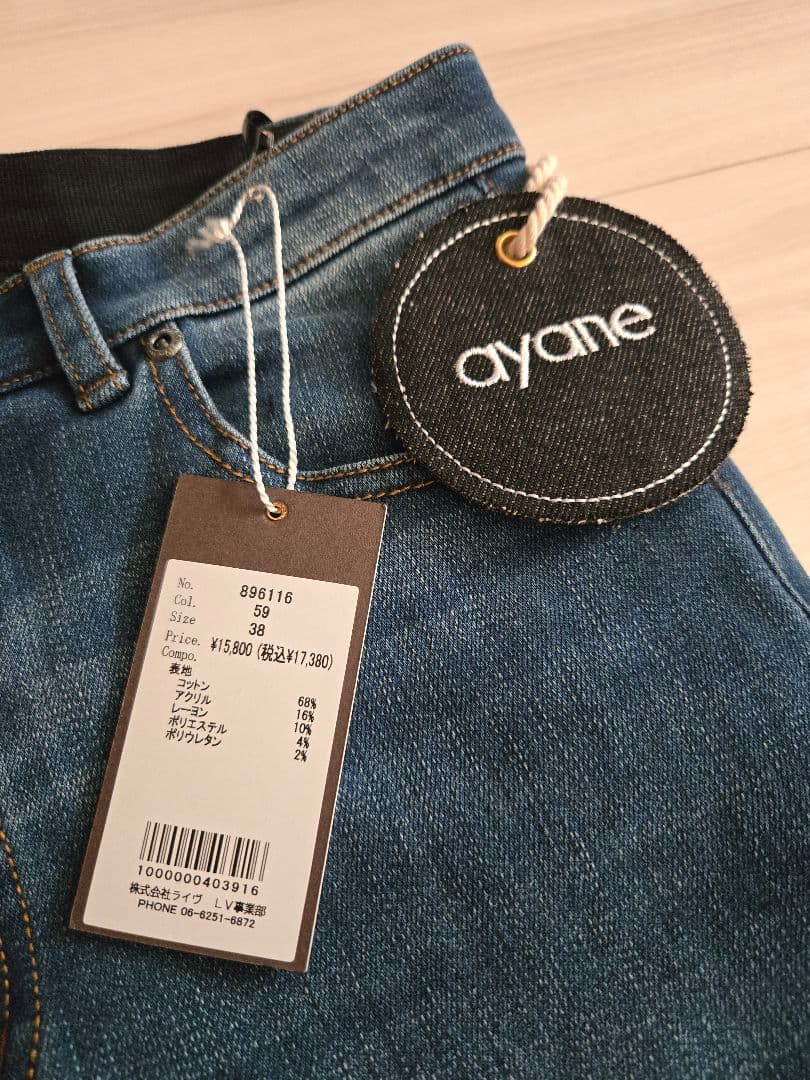 ayane
No. 896116
Col. 59
Size 38
Price. ¥15,800 (税込¥17,380)
Compo.
表地
コットン 68%
アクリル 16%
レーヨン 10%
ポリエステル 4%
ポリウレタン 2%
1000000403916
株式会社ライヴ LV事業部
PHONE 06-6251-6872